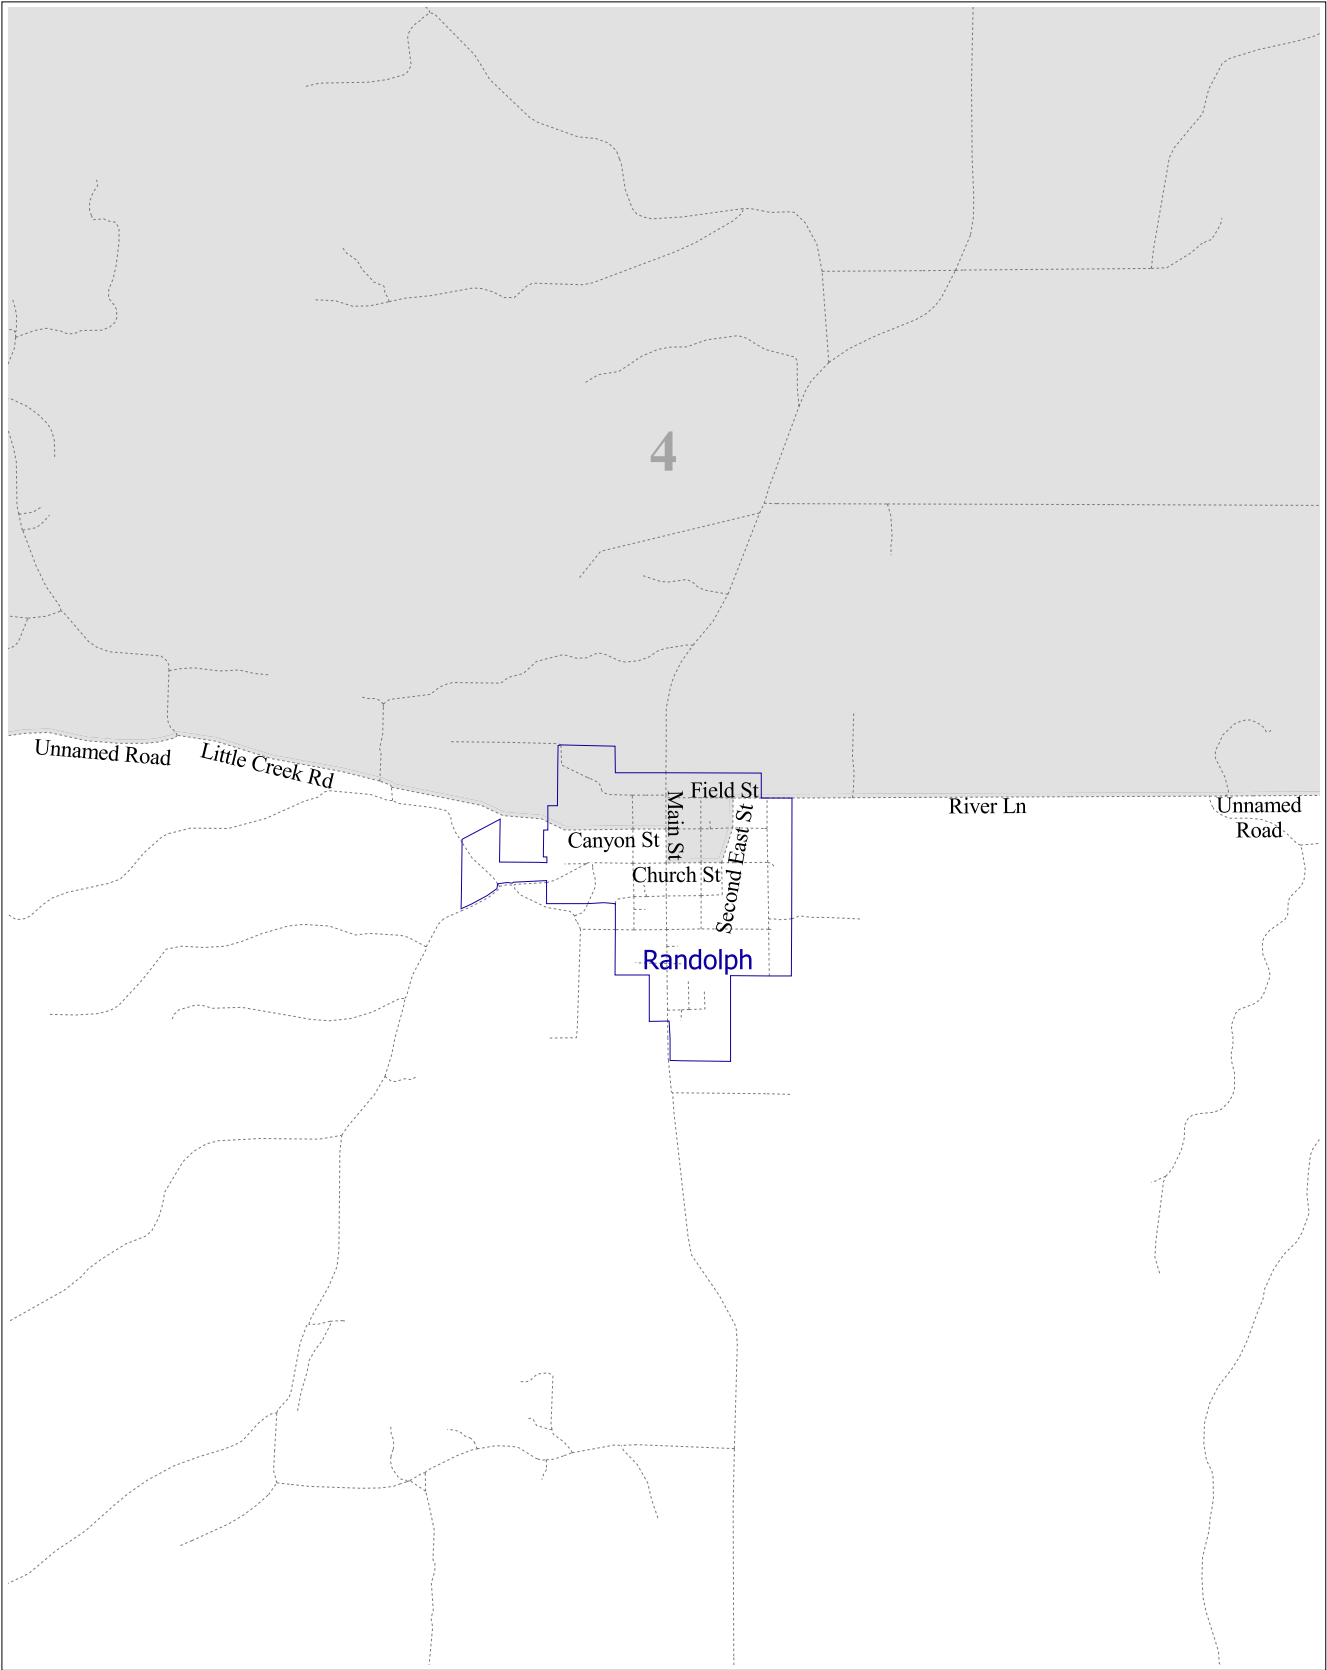 4
Unnamed Road
Little Creek Rd
Field St
Main St
Second East St
River Ln
Unnamed
Road
Canyon St
Church St
Randolph